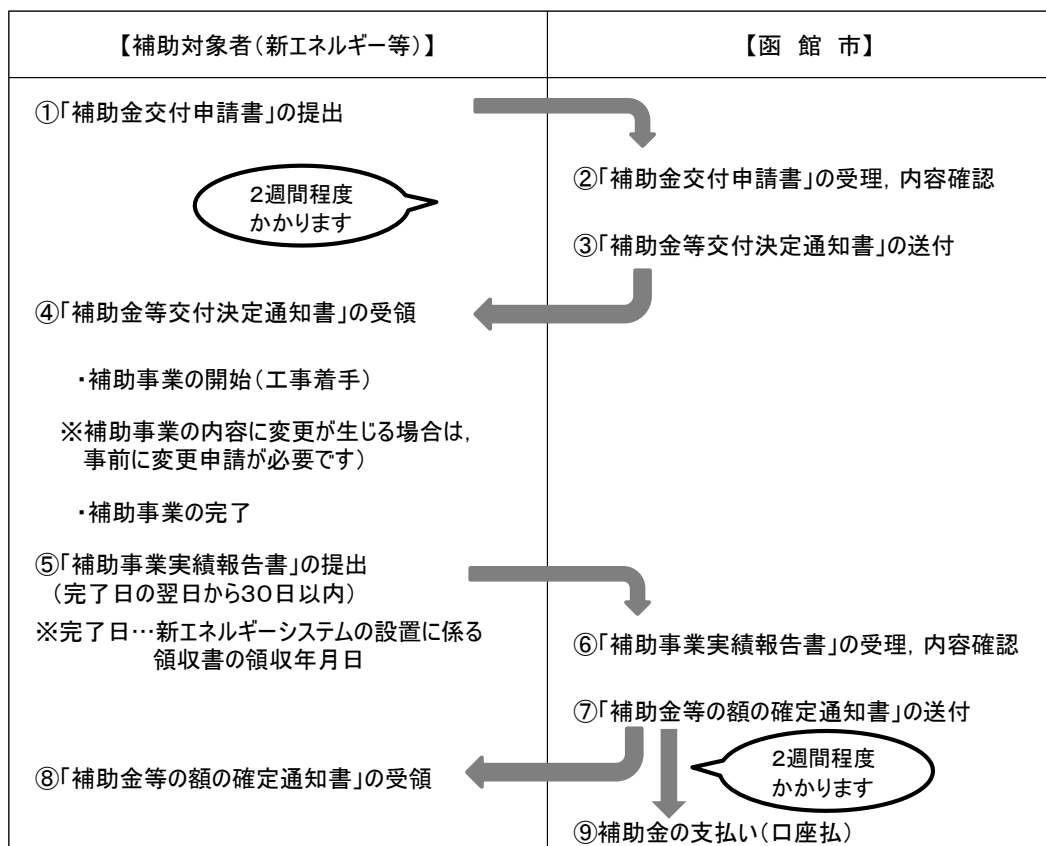 【補助対象者(新エネルギー等)】
【函 館 市】
①「補助金交付申請書」の提出
2週間程度
かかります
②「補助金交付申請書」の受理, 内容確認
③「補助金等交付決定通知書」の送付
④「補助金等交付決定通知書」の受領
・補助事業の開始(工事着手)
※補助事業の内容に変更が生じる場合は,
事前に変更申請が必要です)
・補助事業の完了
⑤「補助事業実績報告書」の提出
(完了日の翌日から30日以内)
※完了日…新エネルギーシステムの設置に係る
領収書の領収年月日
⑥「補助事業実績報告書」の受理, 内容確認
⑦「補助金等の額の確定通知書」の送付
2週間程度
かかります
⑧「補助金等の額の確定通知書」の受領
⑨補助金の支払い(口座払)